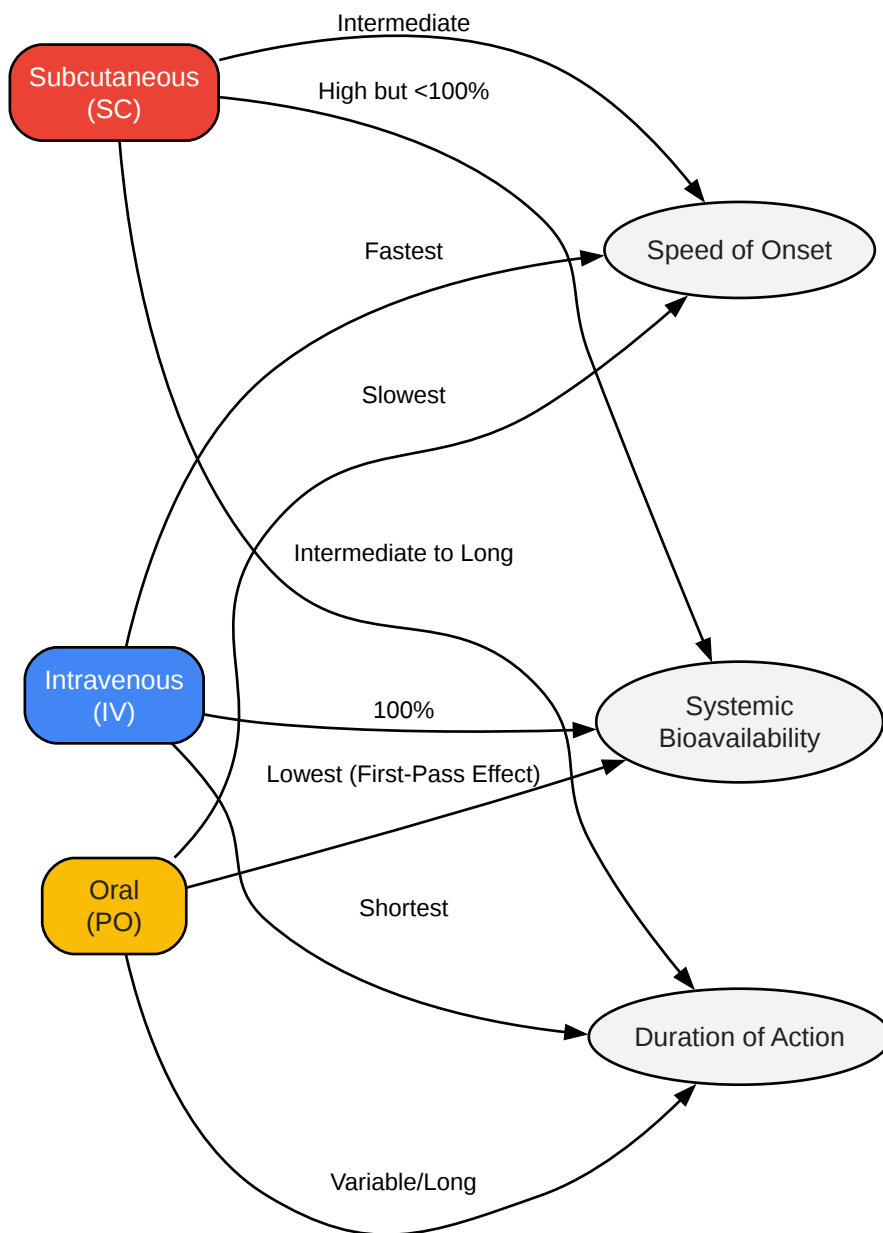 Intermediate
Subcutaneous
(SC)
High but <100%
Speed of Onset
Fastest
Slowest
Intermediate to Long
Intravenous
(IV)
100%
Systemic
Bioavailability
Lowest (First-Pass Effect)
Oral
(PO)
Shortest
Duration of Action
Variable/Long